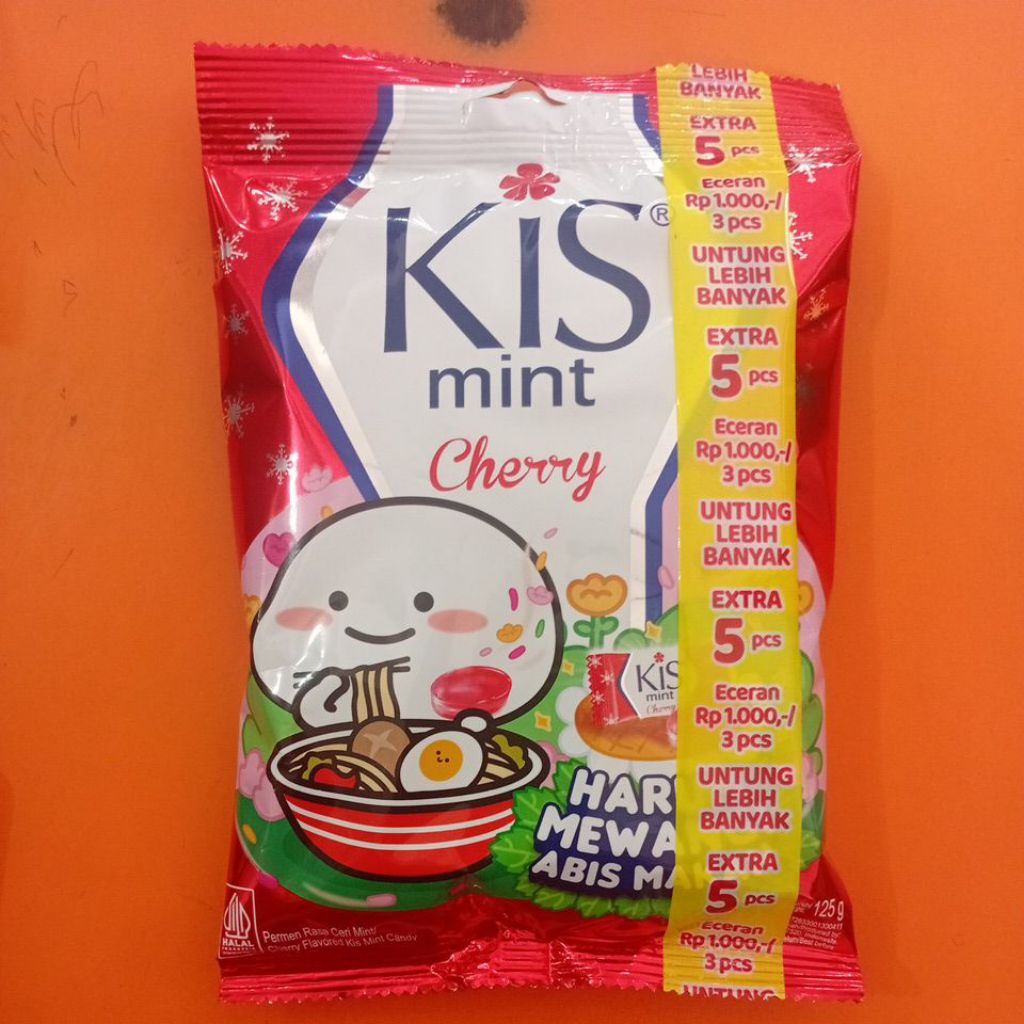 KiS®
mint
Cherry
KiS
mint
Cherry
HAR
MEWA
ABIS MA
HALAL
INDONESIA
Permen Rasa Ceri Mint/
Cherry Flavored Kis Mint Candy
125 g
LEBIH
BANYAK
EXTRA
5 pcs
Eceran
Rp 1.000,-/
3 pcs
UNTUNG
LEBIH
BANYAK
EXTRA
5 pcs
Eceran
Rp 1.000,-/
3 pcs
UNTUNG
LEBIH
BANYAK
EXTRA
5 pcs
Eceran
Rp 1.000,-/
3 pcs
UNTUNG
LEBIH
BANYAK
EXTRA
5 pcs
Eceran
Rp 1.000,-/
3 pcs
UNTUNG